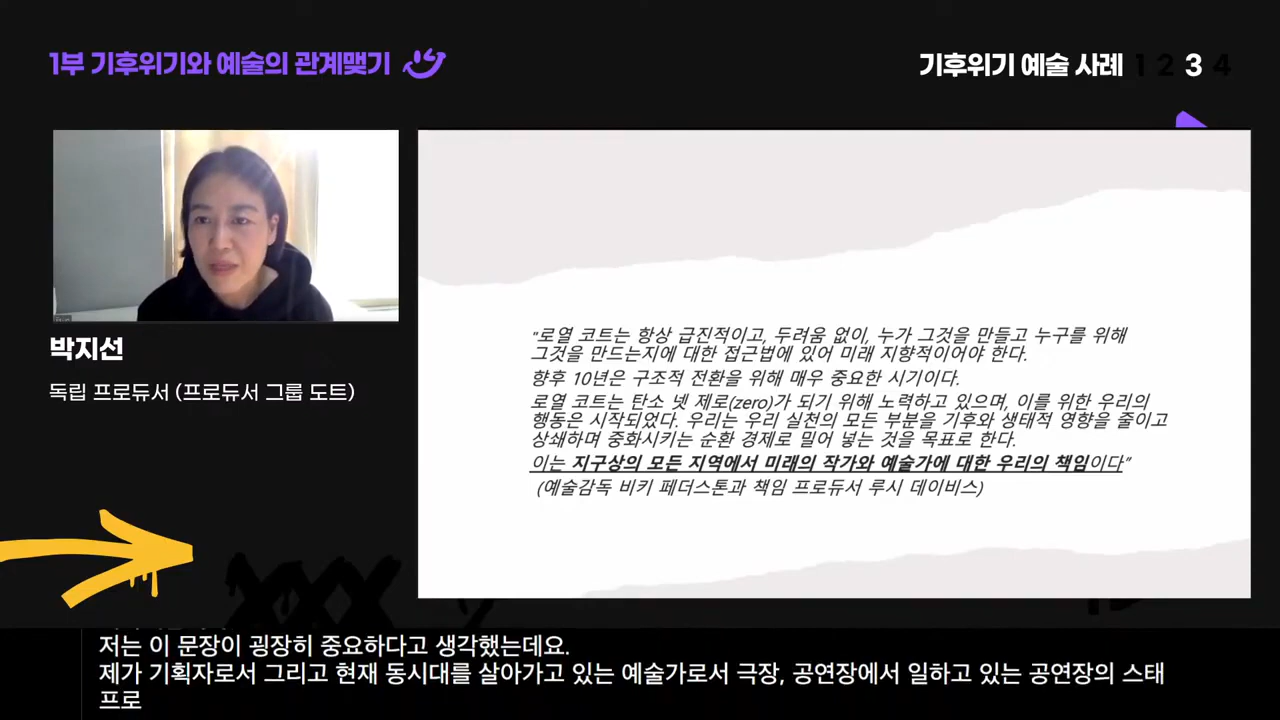 1부 기후위기와 예술의 관계맺기
기후위기 예술 사례 1 2 3 4
박지선
독립 프로듀서 (프로듀서 그룹 도트)
"로열 코트는 항상 급진적이고, 두려움 없이, 누가 그것을 만들고 누구를 위해
그것을 만드는지에 대한 접근법에 있어 미래 지향적이어야 한다.
향후 10년은 구조적 전환을 위해 매우 중요한 시기이다.
로열 코트는 탄소 넷 제로(zero)가 되기 위해 노력하고 있으며, 이를 위한 우리의
행동은 시작되었다. 우리는 우리 실천의 모든 부분을 기후와 생태적 영향을 줄이고
상쇄하며 중화시키는 순환 경제로 밀어 넣는 것을 목표로 한다.
이는 지구상의 모든 지역에서 미래의 작가와 예술가에 대한 우리의 책임이다"
(예술감독 비키 페더스톤과 책임 프로듀서 루시 데이비스)
저는 이 문장이 굉장히 중요하다고 생각했는데요.
제가 기획자로서 그리고 현재 동시대를 살아가고 있는 예술가로서 극장, 공연장에서 일하고 있는 공연장의 스태
프로